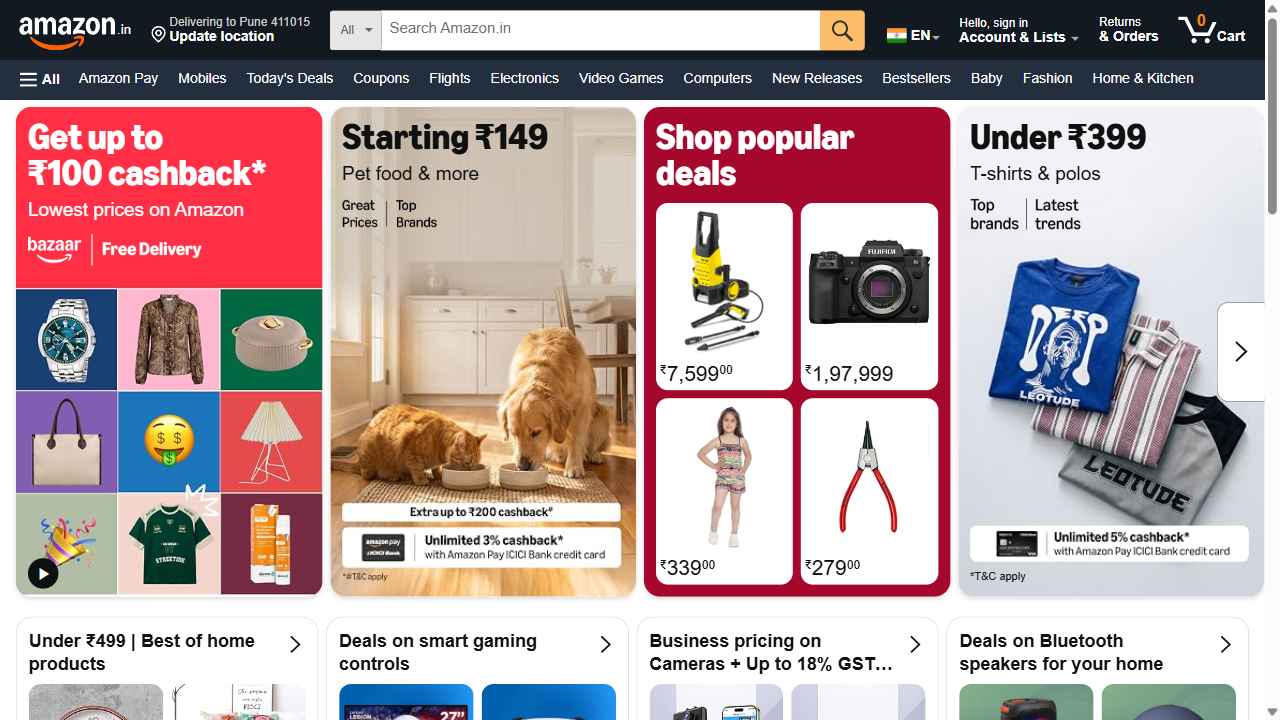 amazon.in
Delivering to Pune 411015
Update location
All
Search Amazon.in
EN
Hello, sign in
Account & Lists
Returns
& Orders
0
Cart
All
Amazon Pay
Mobiles
Today's Deals
Coupons
Flights
Electronics
Video Games
Computers
New Releases
Bestsellers
Baby
Fashion
Home & Kitchen
Get up to
₹100 cashback*
Lowest prices on Amazon
bazaar
Free Delivery
STREETIDE
Starting ₹149
Pet food & more
Great
Prices
Top
Brands
Extra up to ₹200 cashback#
amazon pay
ICICI Bank
Unlimited 3% cashback*
with Amazon Pay ICICI Bank credit card
*#T&C apply
Shop popular
deals
FUJIFILM
₹7,59900
₹1,97,999
₹33900
₹27900
Under ₹399
T-shirts & polos
Top
brands
Latest
trends
DEEP
LEOTUDE
LEOTUDE
Unlimited 5% cashback*
with Amazon Pay ICICI Bank credit card
*T&C apply
Under ₹499 | Best of home
products
Deals on smart gaming
controls
Lenovo
LEGION
27”
Business pricing on
Cameras + Up to 18% GST…
Deals on Bluetooth
speakers for your home